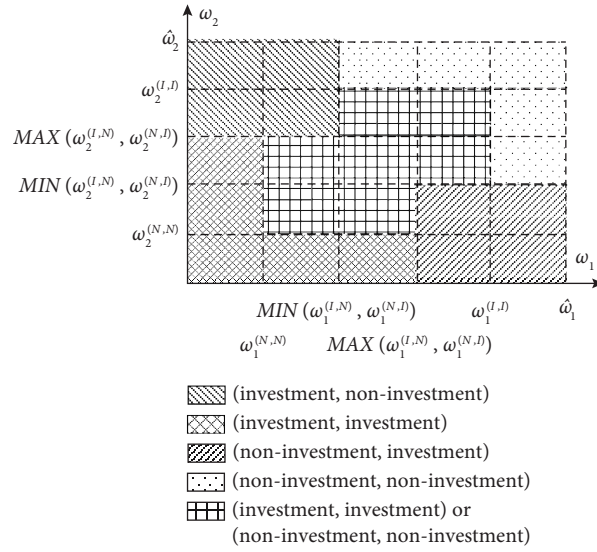 ω₂
ω̂₂
ω₂^(I,I)
MAX (ω₂^(I,N) , ω₂^(N,I))
MIN (ω₂^(I,N) , ω₂^(N,I))
ω₂^(N,N)
ω₁
MIN (ω₁^(I,N) , ω₁^(N,I)) ω₁^(I,I) ω̂₁
ω₁^(N,N) MAX (ω₁^(I,N) , ω₁^(N,I))
(investment, non-investment)
(investment, investment)
(non-investment, investment)
(non-investment, non-investment)
(investment, investment) or
(non-investment, non-investment)